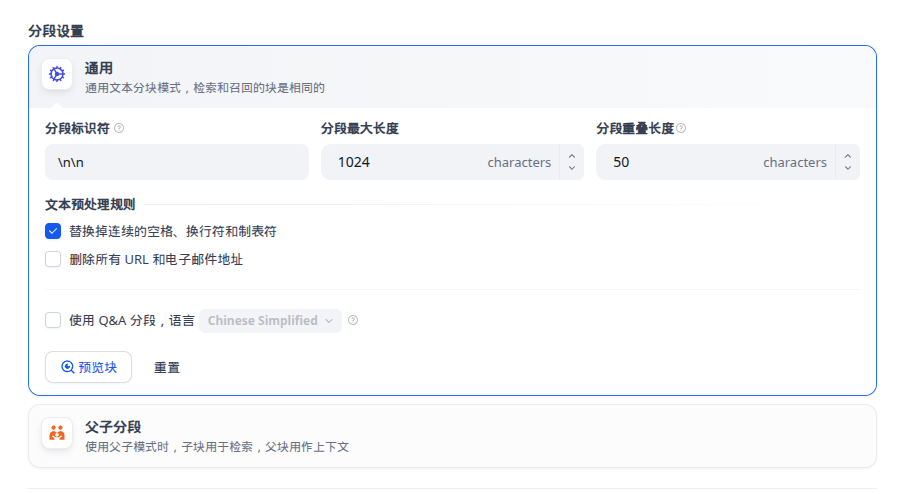 分段设置
通用
通用文本分块模式，检索和召回的块是相同的
分段标识符 分段最大长度 分段重叠长度
\n\n 1024 characters 50 characters
文本预处理规则
替换掉连续的空格、换行符和制表符
删除所有 URL 和电子邮件地址
使用 Q&A 分段，语言 Chinese Simplified
预览块 重置
父子分段
使用父子模式时，子块用于检索，父块用作上下文